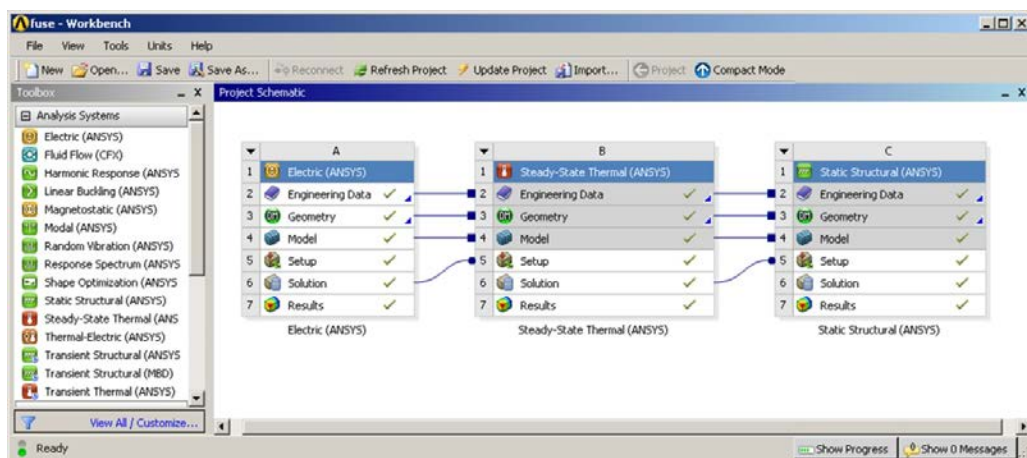 fuse - Workbench
File View Tools Units Help
New Open... Save Save As... Reconnect Refresh Project Update Project Import... Project Compact Mode
Toolbox
Project Schematic
Analysis Systems
Electric (ANSYS)
Fluid Flow (CFX)
Harmonic Response (ANSYS
Linear Buckling (ANSYS)
Magnetostatic (ANSYS)
Modal (ANSYS)
Random Vibration (ANSYS
Response Spectrum (ANSYS
Shape Optimization (ANSYS
Static Structural (ANSYS)
Steady-State Thermal (ANS
Thermal-Electric (ANSYS)
Transient Structural (ANSYS
Transient Structural (MBD)
Transient Thermal (ANSYS)
View All / Customize...
A
1 Electric (ANSYS)
2 Engineering Data
3 Geometry
4 Model
5 Setup
6 Solution
7 Results
Electric (ANSYS)
B
1 Steady-State Thermal (ANSYS)
2 Engineering Data
3 Geometry
4 Model
5 Setup
6 Solution
7 Results
Steady-State Thermal (ANSYS)
C
1 Static Structural (ANSYS)
2 Engineering Data
3 Geometry
4 Model
5 Setup
6 Solution
7 Results
Static Structural (ANSYS)
Ready
Show Progress Show 0 Messages